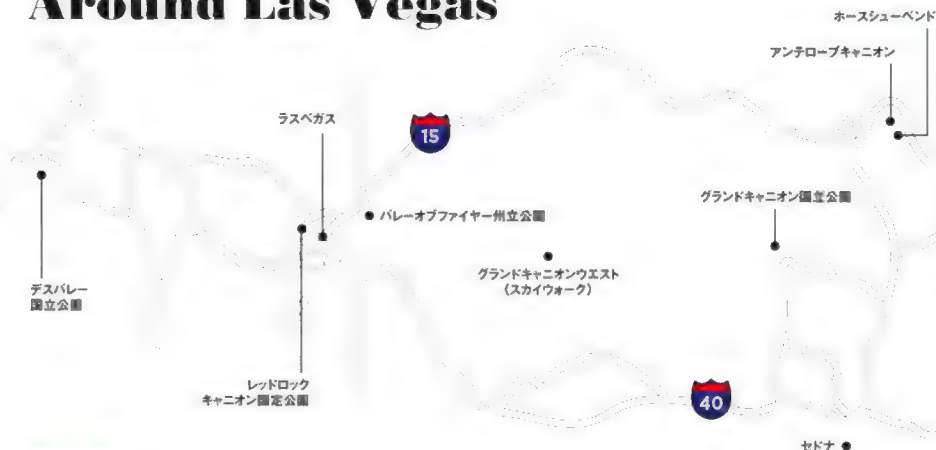 Around Las Vegas
ホースシューベンド
アンテロープキャニオン
ラスベガス
15
グランドキャニオン国立公園
バレーオブファイヤー州立公園
グランドキャニオンウエスト
(スカイウォーク)
デスバレー
国立公園
レッドロック
キャニオン国定公園
40
セドナ